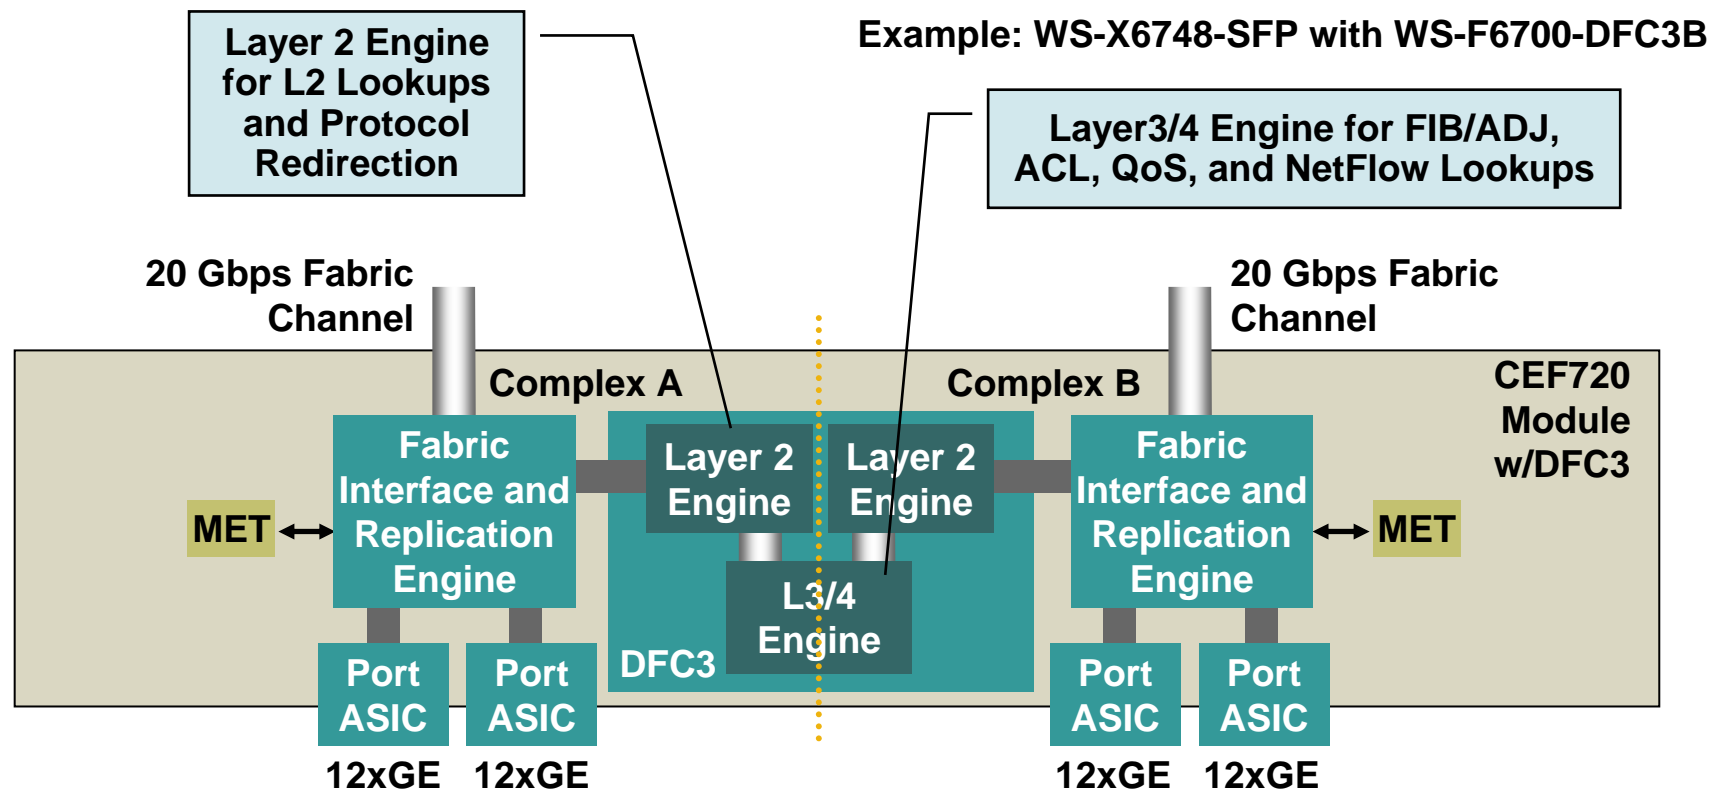 Layer 2 Engine
for L2 Lookups
and Protocol
Redirection
Example: WS-X6748-SFP with WS-F6700-DFC3B
Layer3/4 Engine for FIB/ADJ,
ACL, QoS, and NetFlow Lookups
20 Gbps Fabric
Channel
20 Gbps Fabric
Channel
Complex A
Complex B
CEF720
Module
w/DFC3
Fabric
Interface and
Replication
Engine
Layer 2
Engine
Layer 2
Engine
Fabric
Interface and
Replication
Engine
MET
MET
L3/4
Engine
DFC3
Port
ASIC
Port
ASIC
Port
ASIC
Port
ASIC
12xGE
12xGE
12xGE
12xGE